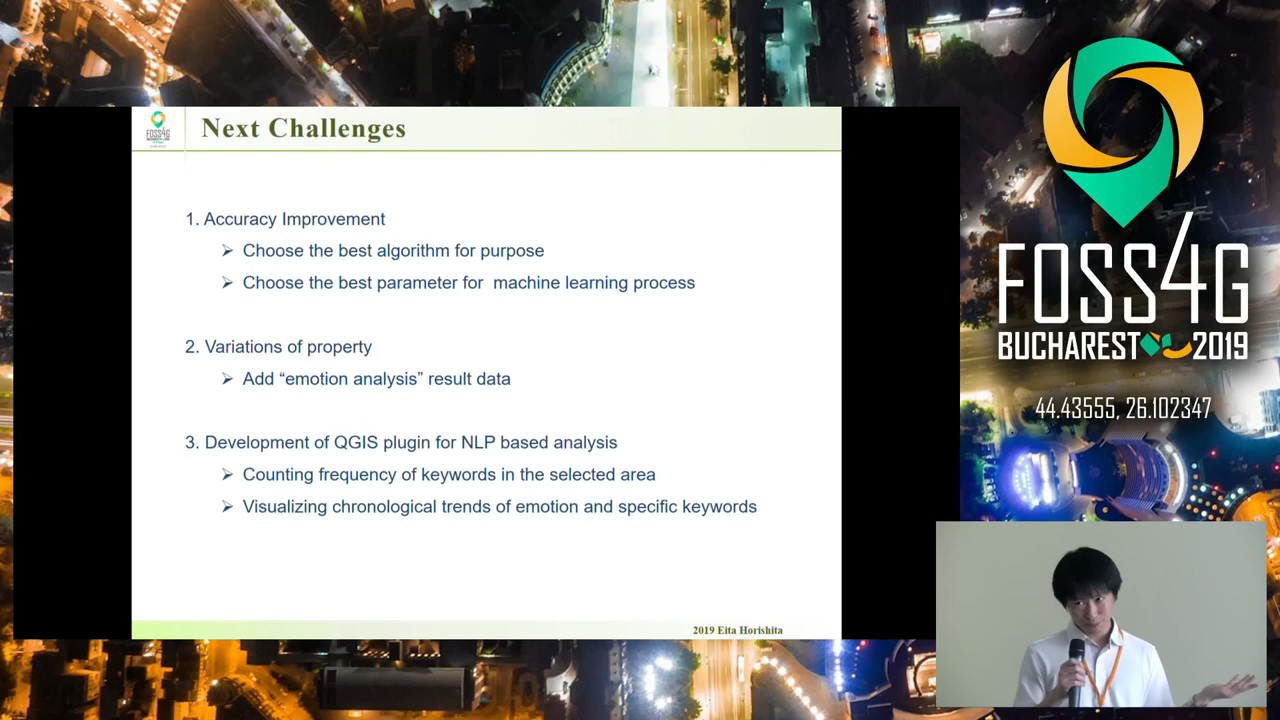 FOSS4G
Next Challenges
1. Accuracy Improvement
➢ Choose the best algorithm for purpose
➢ Choose the best parameter for  machine learning process
2. Variations of property
➢ Add “emotion analysis” result data
3. Development of QGIS plugin for NLP based analysis
➢ Counting frequency of keywords in the selected area
➢ Visualizing chronological trends of emotion and specific keywords
2019 Eita Horishita
FOSS4G
BUCHAREST 2019
44.43555, 26.102347